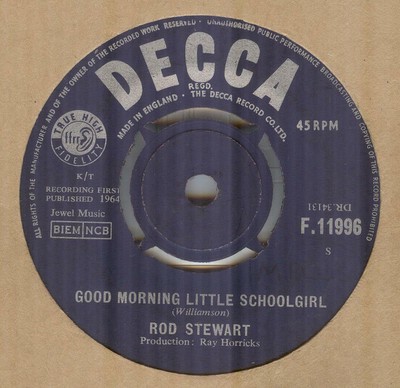 ALL RIGHTS OF THE MANUFACTURER AND OF THE OWNER OF THE RECORDED WORK RESERVED · UNAUTHORISED PUBLIC PERFORMANCE BROADCASTING AND COPYING OF THIS RECORD PROHIBITED
DECCA
REGD.
MADE IN ENGLAND · THE DECCA RECORD CO. LTD.
TRUE HIGH
ffrr
FIDELITY
45 RPM
K/T
RECORDING FIRST
PUBLISHED 1964
Jewel Music
BIEM NCB
DR.34131
F.11996
S
GOOD MORNING LITTLE SCHOOLGIRL
(Williamson)
ROD STEWART
Production: Ray Horricks